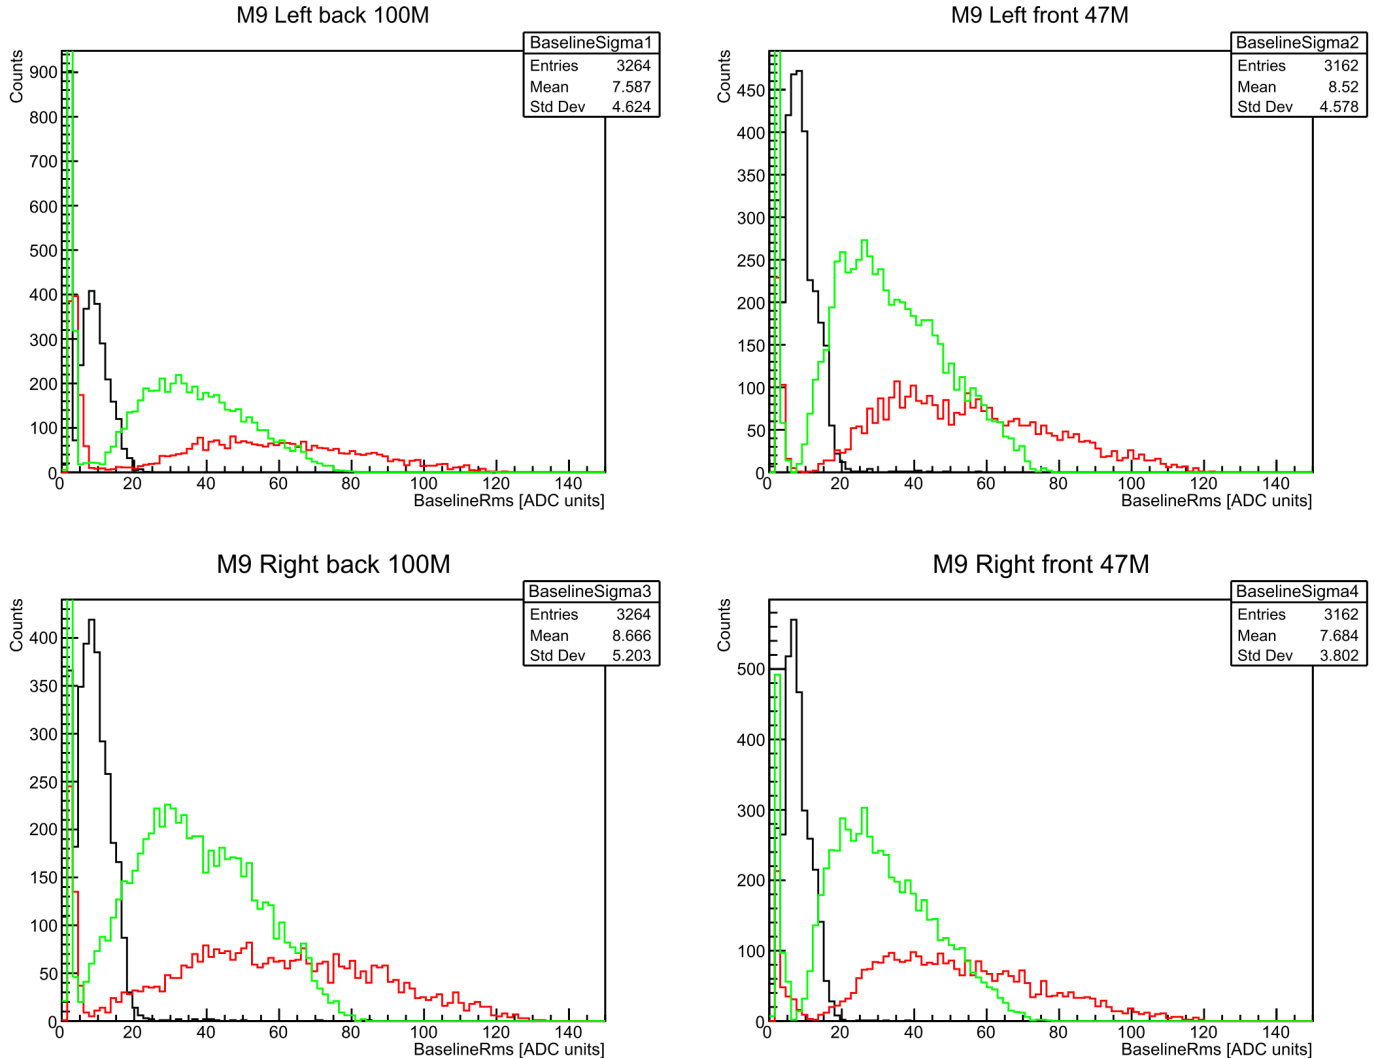 M9 Left back 100M
Counts
BaselineSigma1
Entries 3264
Mean 7.587
Std Dev 4.624
900
800
700
600
500
400
300
200
100
0
0 20 40 60 80 100 120 140
BaselineRms [ADC units]
M9 Left front 47M
Counts
BaselineSigma2
Entries 3162
Mean 8.52
Std Dev 4.578
450
400
350
300
250
200
150
100
50
0
0 20 40 60 80 100 120 140
BaselineRms [ADC units]
M9 Right back 100M
Counts
BaselineSigma3
Entries 3264
Mean 8.666
Std Dev 5.203
400
350
300
250
200
150
100
50
0
0 20 40 60 80 100 120 140
BaselineRms [ADC units]
M9 Right front 47M
Counts
BaselineSigma4
Entries 3162
Mean 7.684
Std Dev 3.802
500
400
300
200
100
0
0 20 40 60 80 100 120 140
BaselineRms [ADC units]